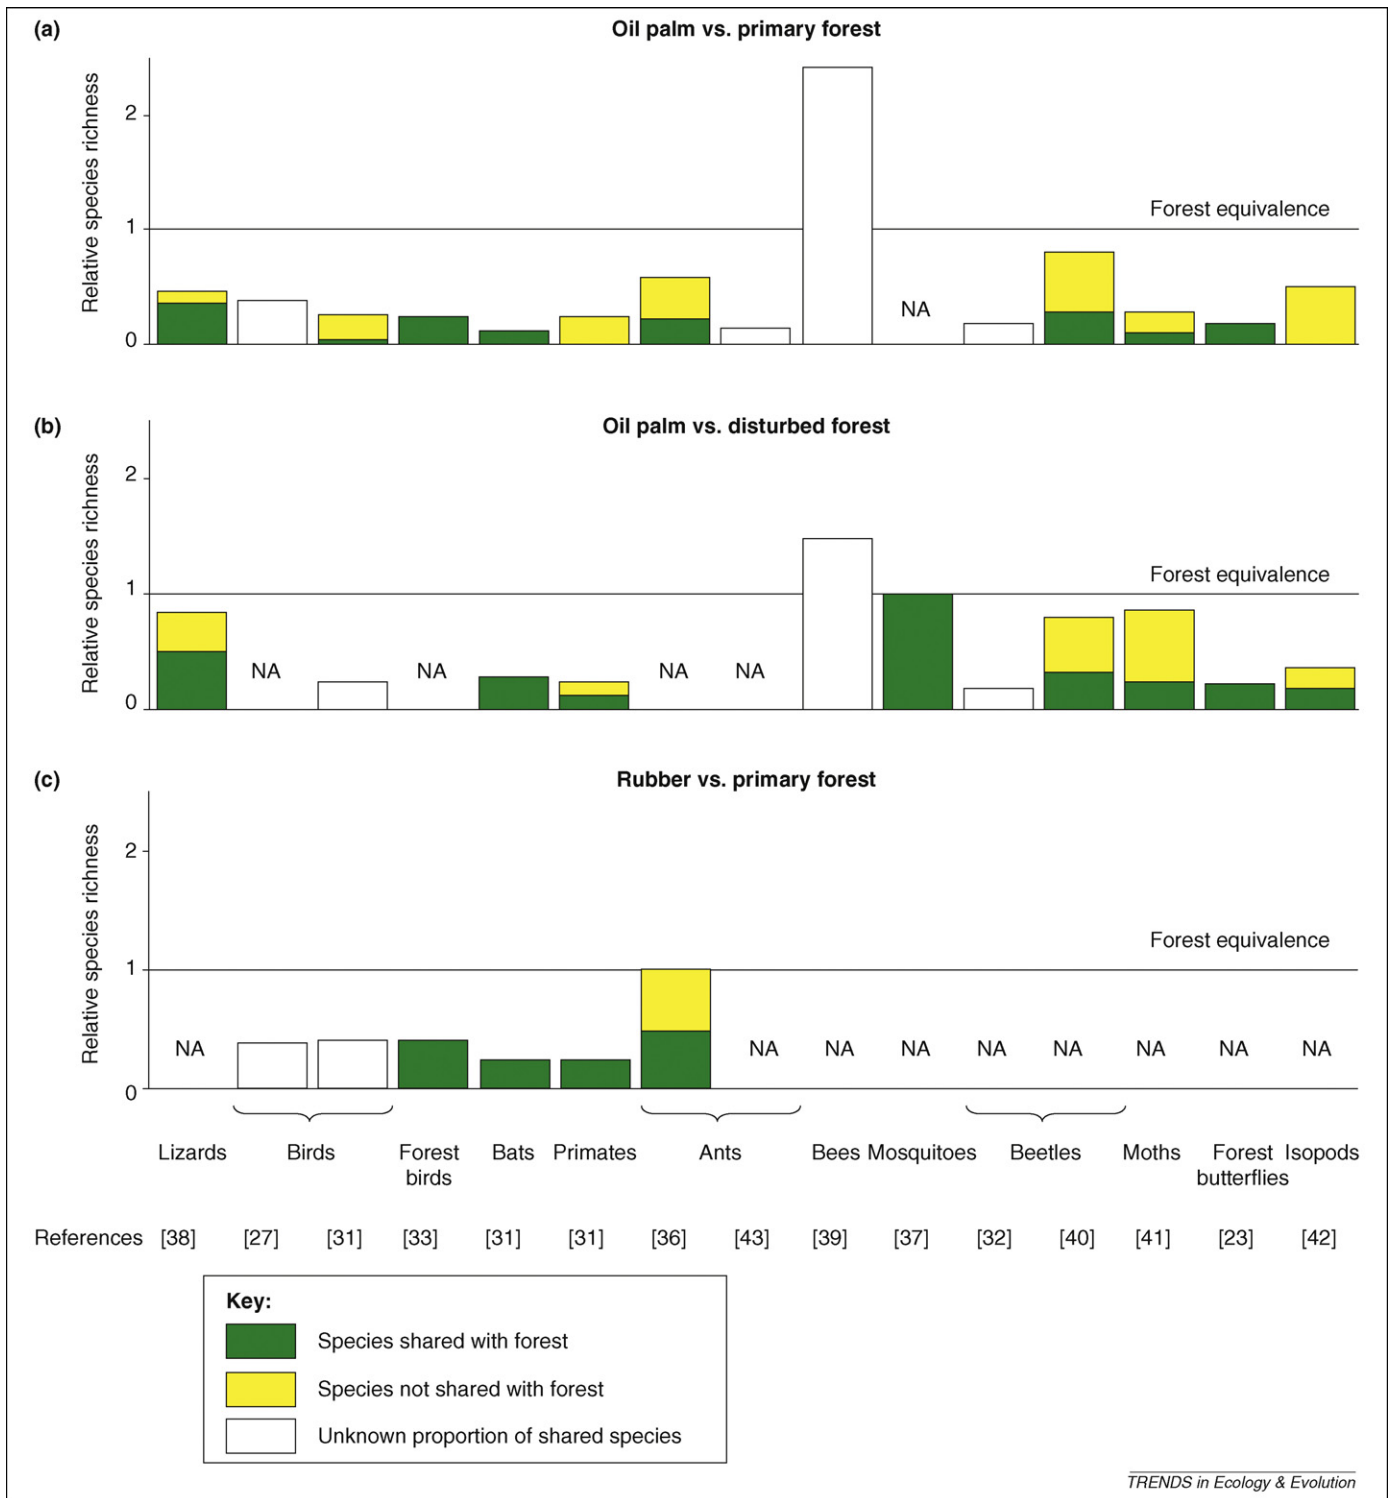 (a)
Oil palm vs. primary forest
Relative species richness
2
1
0
Forest equivalence
NA
(b)
Oil palm vs. disturbed forest
Relative species richness
2
1
0
Forest equivalence
NA NA NA NA
(c)
Rubber vs. primary forest
Relative species richness
2
1
0
Forest equivalence
NA NA NA NA NA NA NA NA NA
Lizards Birds Forest birds Bats Primates Ants Bees Mosquitoes Beetles Moths Forest butterflies Isopods
References [38] [27] [31] [33] [31] [31] [36] [43] [39] [37] [32] [40] [41] [23] [42]
Key:
Species shared with forest
Species not shared with forest
Unknown proportion of shared species
TRENDS in Ecology & Evolution